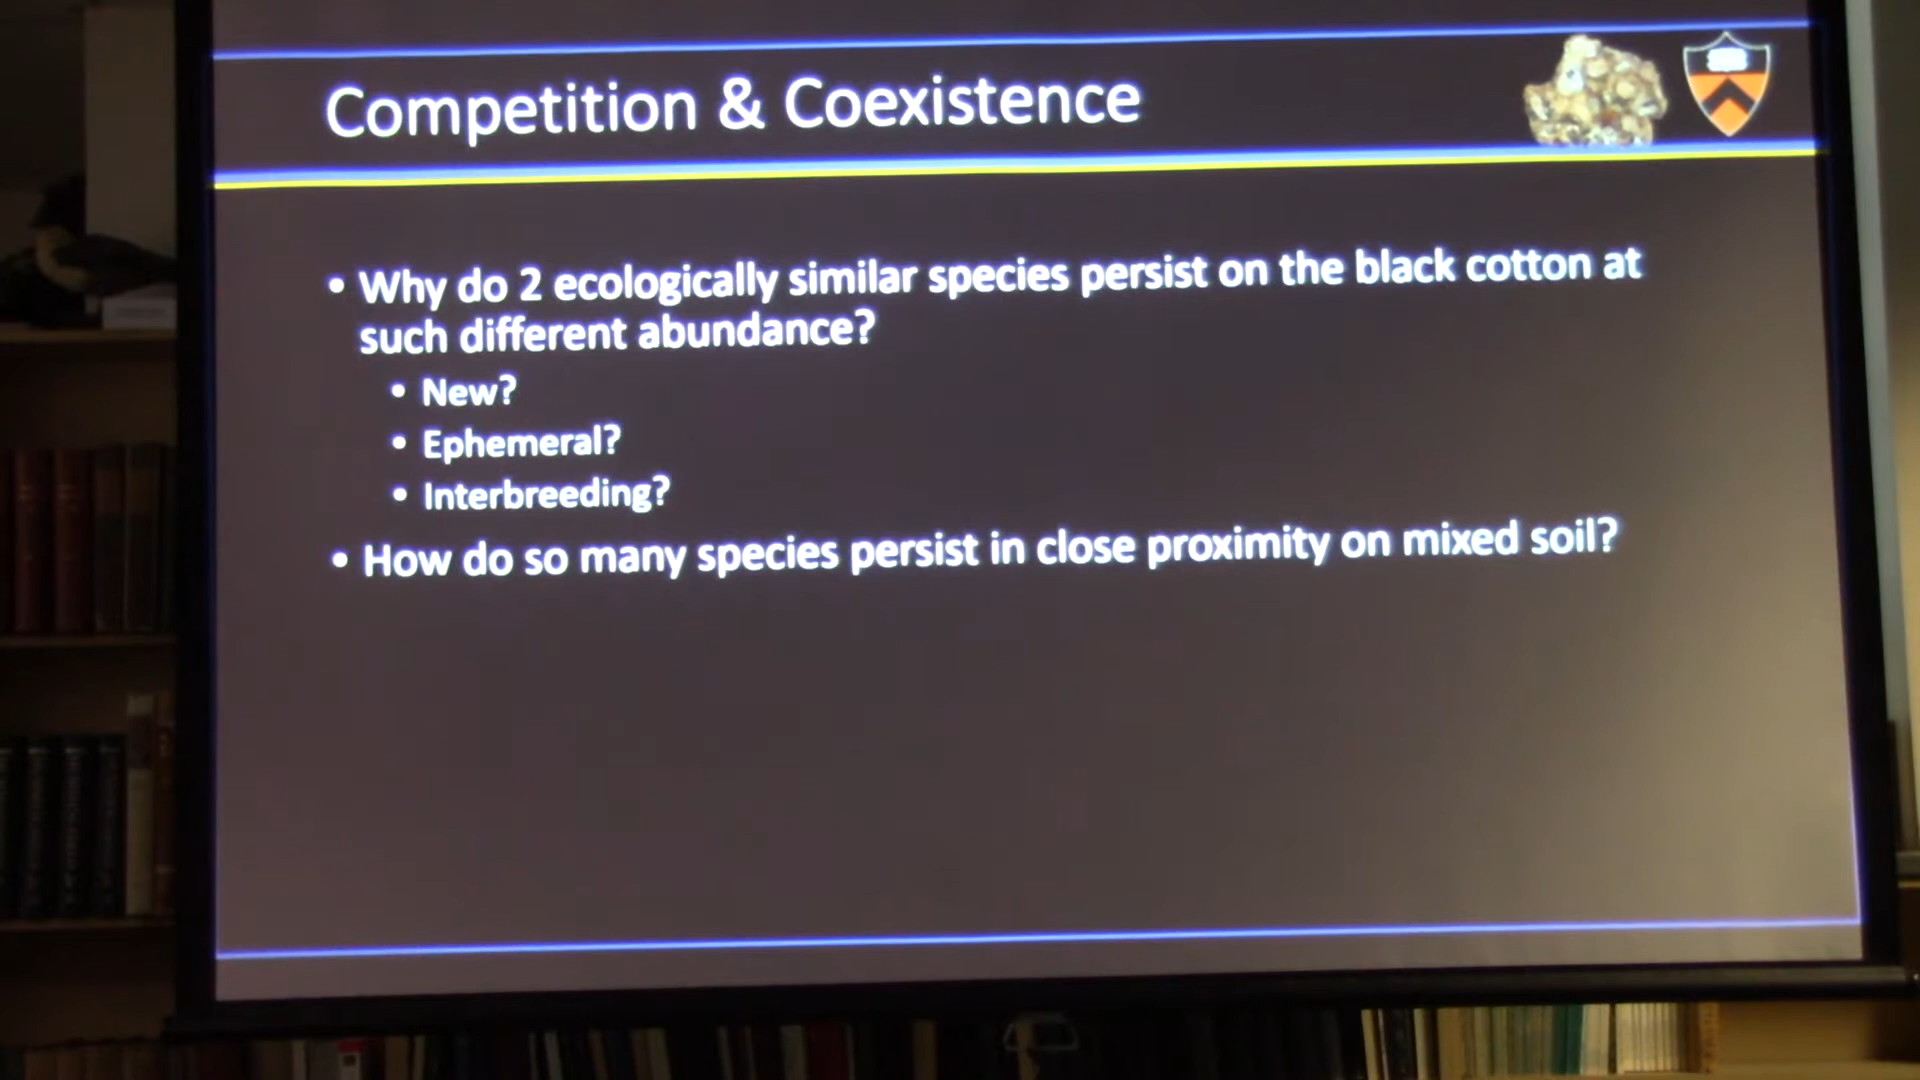 Competition & Coexistence
• Why do 2 ecologically similar species persist on the black cotton at
such different abundance?
• New?
• Ephemeral?
• Interbreeding?
• How do so many species persist in close proximity on mixed soil?